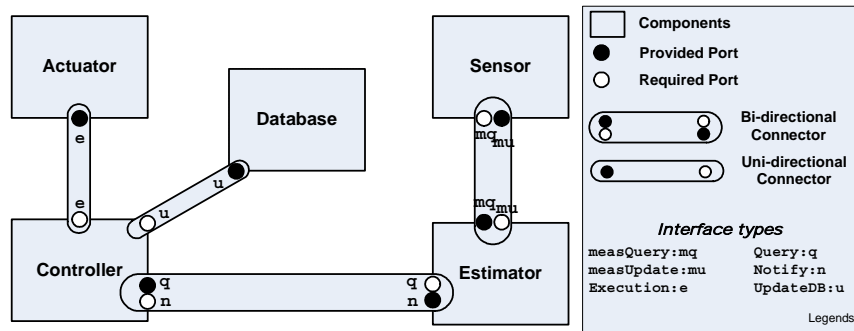 Actuator
Database
Sensor
e
u
mq
mu
e
u
mq
mu
Controller
Estimator
q
n
q
n
Components
Provided Port
Required Port
Bi-directional
Connector
Uni-directional
Connector
Interface types
measQuery:mq Query:q
measUpdate:mu Notify:n
Execution:e UpdateDB:u
Legends